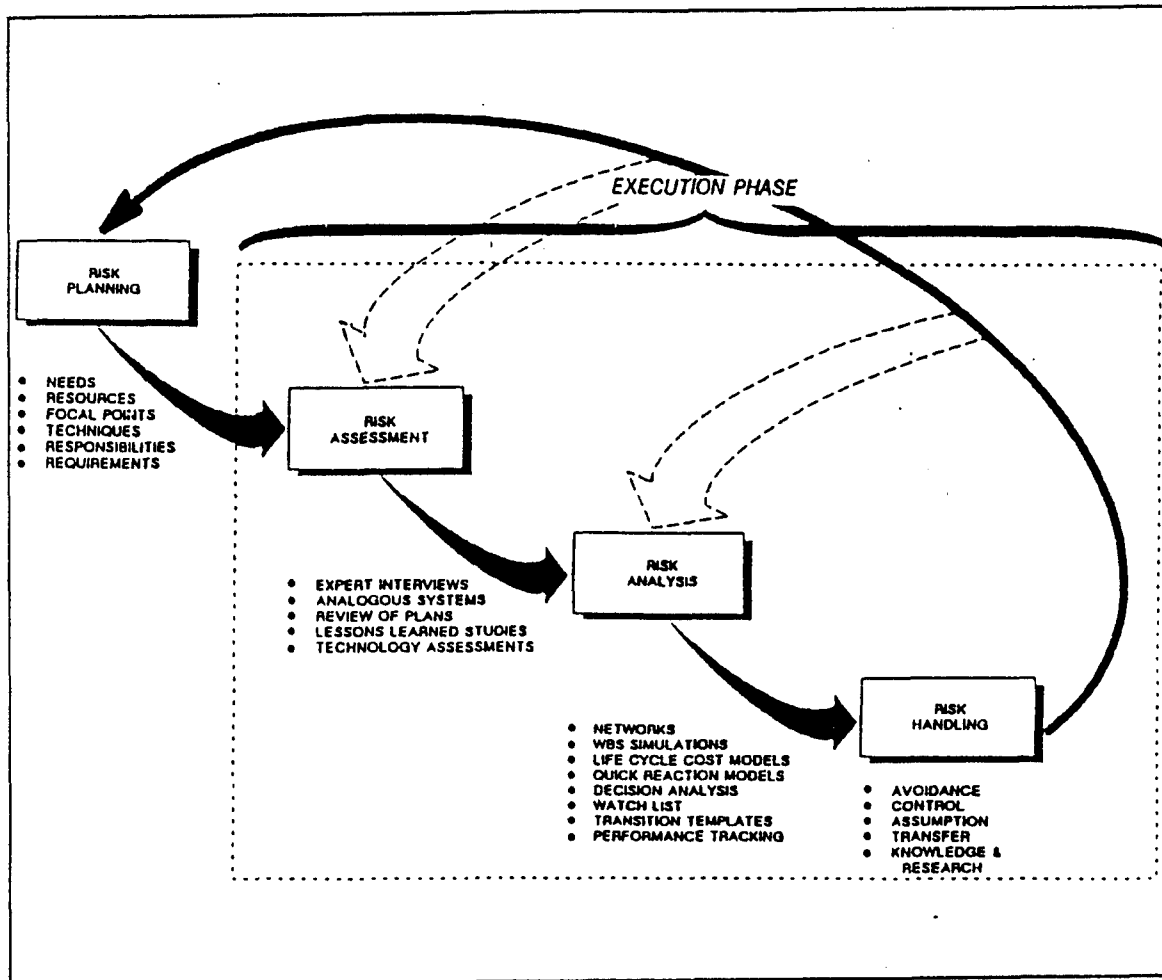 EXECUTION PHASE
RISK
PLANNING
• NEEDS
• RESOURCES
• FOCAL POINTS
• TECHNIQUES
• RESPONSIBILITIES
• REQUIREMENTS
RISK
ASSESSMENT
• EXPERT INTERVIEWS
• ANALOGOUS SYSTEMS
• REVIEW OF PLANS
• LESSONS LEARNED STUDIES
• TECHNOLOGY ASSESSMENTS
RISK
ANALYSIS
• NETWORKS
• WBS SIMULATIONS
• LIFE CYCLE COST MODELS
• QUICK REACTION MODELS
• DECISION ANALYSIS
• WATCH LIST
• TRANSITION TEMPLATES
• PERFORMANCE TRACKING
RISK
HANDLING
• AVOIDANCE
• CONTROL
• ASSUMPTION
• TRANSFER
• KNOWLEDGE &
RESEARCH